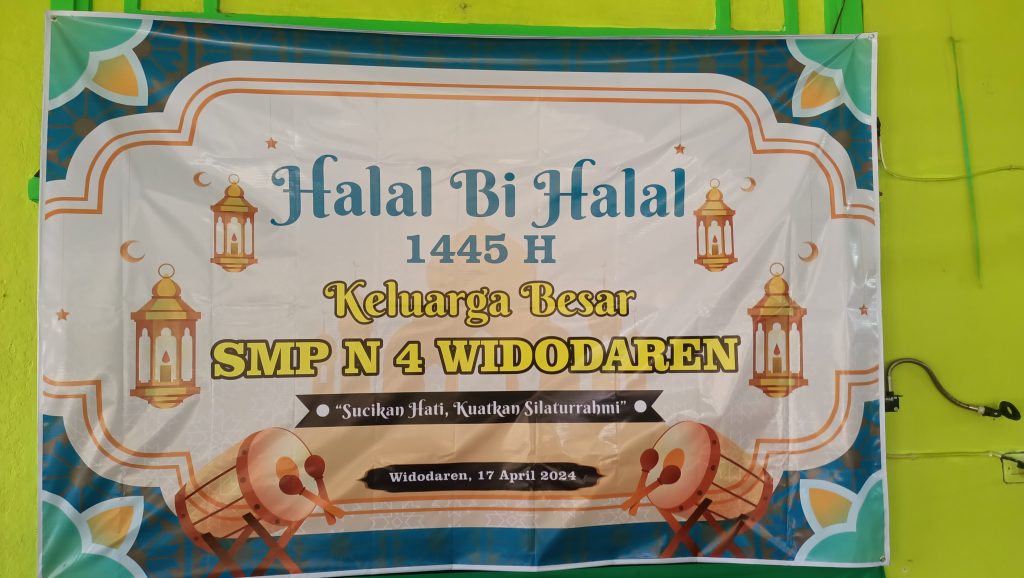 Halal Bi Halal
1445 H
Keluarga Besar
SMP N 4 WIDODAREN
"Sucikan Hati, Kuatkan Silaturrahmi"
Widodaren, 17 April 2024